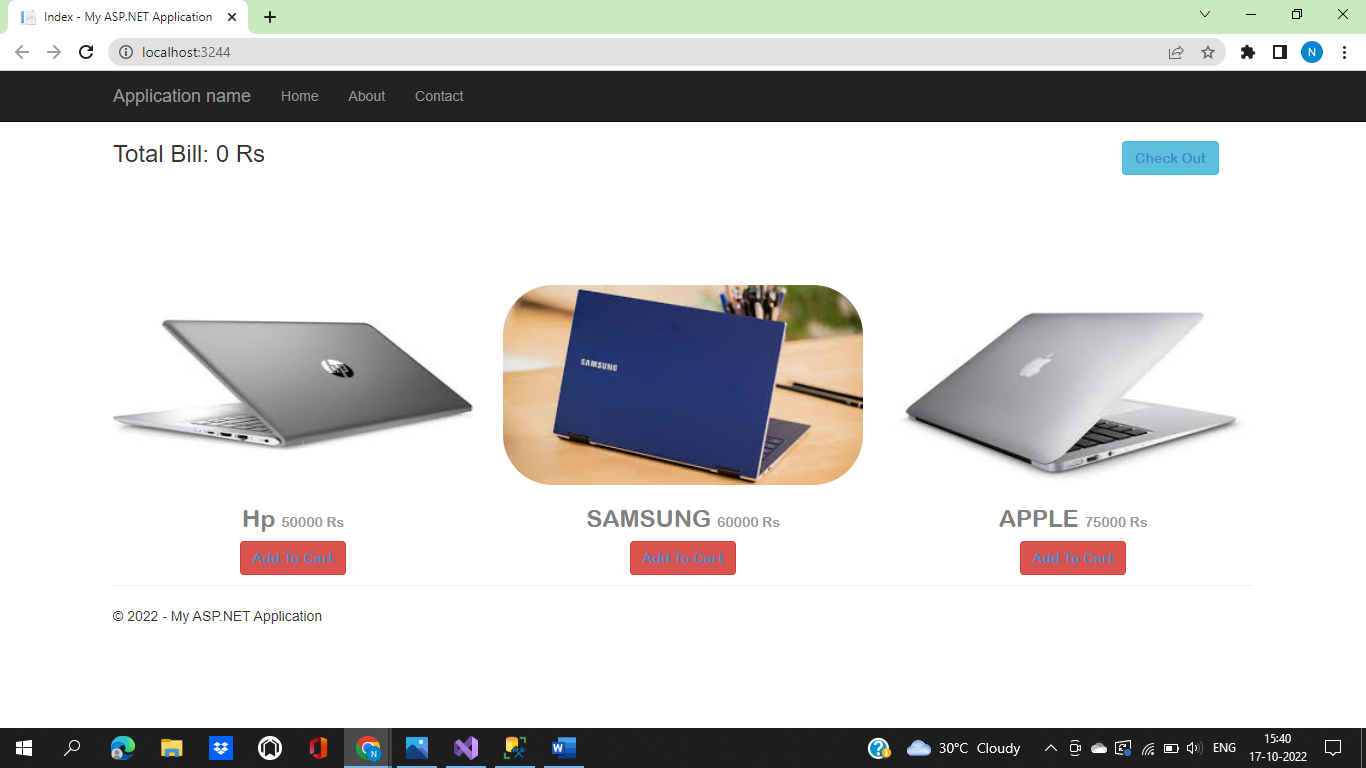 Index - My ASP.NET Application
localhost:3244
N
Application name Home About Contact
Total Bill: 0 Rs
Check Out
hp
SAMSUNG
Hp 50000 Rs
SAMSUNG 60000 Rs
APPLE 75000 Rs
Add To Cart
Add To Cart
Add To Cart
© 2022 - My ASP.NET Application
N
W
30°C Cloudy
ENG
15:40
17-10-2022